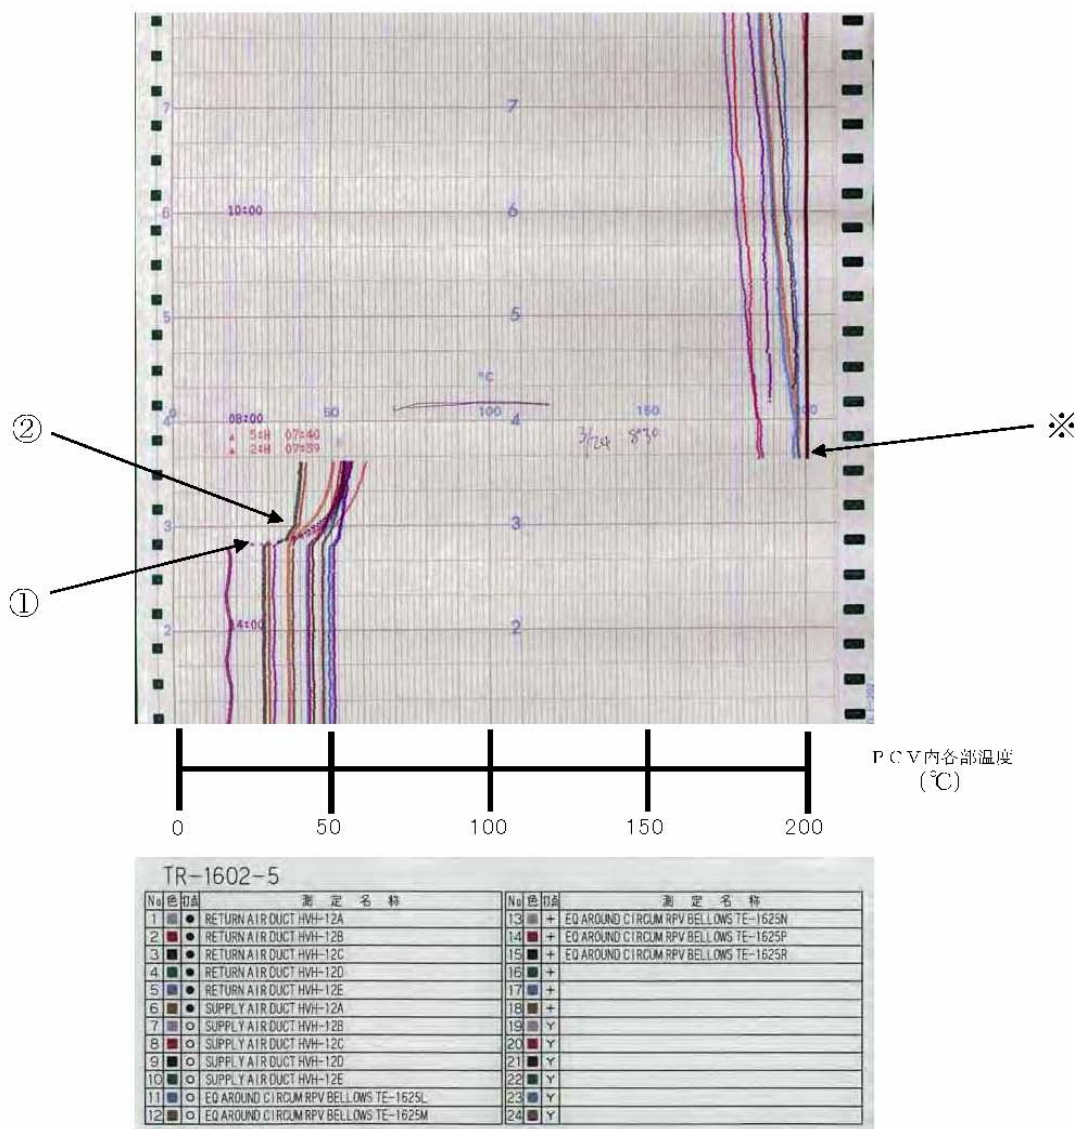 7 7
10:00
6 6
5 5
°C
0 50 100 150 200
08:00
4 4
▲ 5:H 07:40
▲ 2:H 07:39
3/24 8:30
②
※
3 3
①
14:00
2 2
PCV内各部温度
(℃)
0 50 100 150 200
TR-1602-5
No 色 打点 測定名称
1 ● RETURN AIR DUCT HVH-12A
2 ● RETURN AIR DUCT HVH-12B
3 ● RETURN AIR DUCT HVH-12C
4 ● RETURN AIR DUCT HVH-12D
5 ● RETURN AIR DUCT HVH-12E
6 ● SUPPLY AIR DUCT HVH-12A
7 ○ SUPPLY AIR DUCT HVH-12B
8 ○ SUPPLY AIR DUCT HVH-12C
9 ○ SUPPLY AIR DUCT HVH-12D
10 ○ SUPPLY AIR DUCT HVH-12E
11 ○ EQ AROUND CIRCUM RPV BELLOWS TE-1625L
12 ○ EQ AROUND CIRCUM RPV BELLOWS TE-1625M
No 色 打点 測定名称
13 + EQ AROUND CIRCUM RPV BELLOWS TE-1625N
14 + EQ AROUND CIRCUM RPV BELLOWS TE-1625P
15 + EQ AROUND CIRCUM RPV BELLOWS TE-1625R
16 +
17 +
18 +
19 Y
20 Y
21 Y
22 Y
23 Y
24 Y